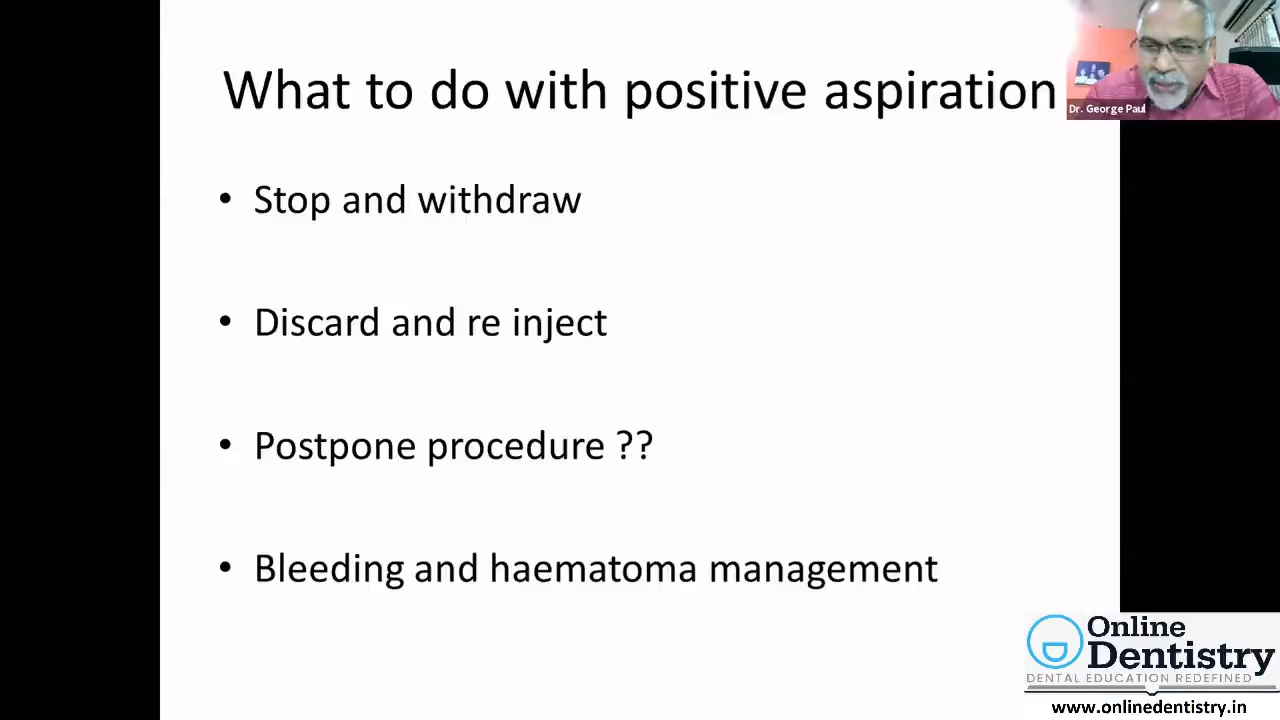 What to do with positive aspiration
Dr. George Paul
• Stop and withdraw
• Discard and re inject
• Postpone procedure ??
• Bleeding and haematoma management
Online
Dentistry
DENTAL EDUCATION REDEFINED
www.onlinedentistry.in